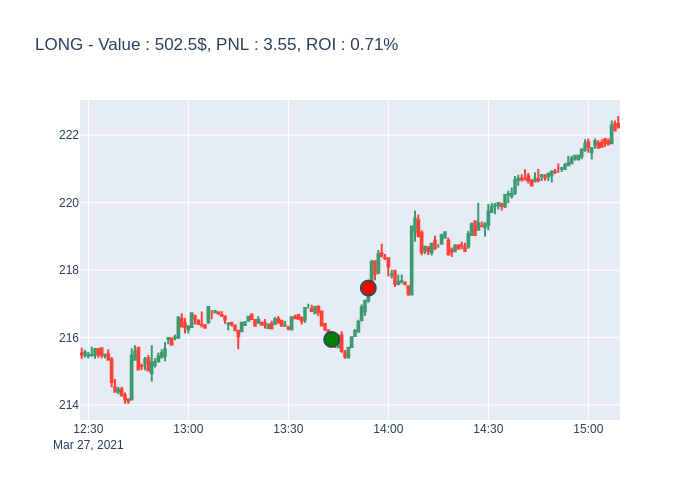 LONG - Value : 502.5$, PNL : 3.55, ROI : 0.71%
222
220
218
216
214
12:30 13:00 13:30 14:00 14:30 15:00
Mar 27, 2021